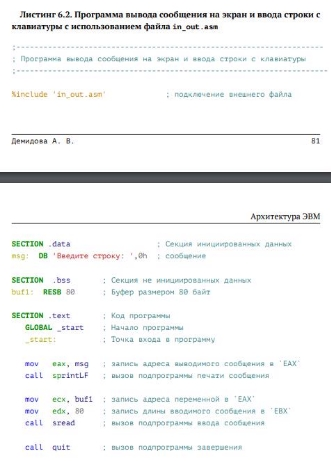 Листинг 6.2. Программа вывода сообщения на экран и ввода строки с
клавиатуры с использованием файла in_out.asm
;--------------------------------------------------------------------
; Программа вывода сообщения на экран и ввода строки с клавиатуры
;--------------------------------------------------------------------
%include 'in_out.asm' ; подключение внешнего файла
Демидова А. В. 81
Архитектура ЭВМ
SECTION .data ; Секция инициированных данных
msg: DB 'Введите строку: ',0h ; сообщение
SECTION .bss ; Секция не инициированных данных
buf1: RESB 80 ; Буфер размером 80 байт
SECTION .text ; Код программы
GLOBAL _start ; Начало программы
_start: ; Точка входа в программу
mov eax, msg ; запись адреса выводимого сообщения в `EAX`
call sprintLF ; вызов подпрограммы печати сообщения
mov ecx, buf1 ; запись адреса переменной в `EAX`
mov edx, 80 ; запись длины вводимого сообщения в `EBX`
call sread ; вызов подпрограммы ввода сообщения
call quit ; вызов подпрограммы завершения